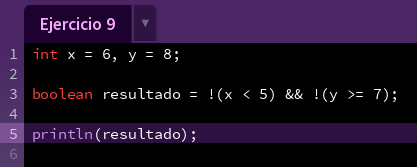 Ejercicio 9
1 int x = 6, y = 8;
2
3 boolean resultado = !(x < 5) && !(y >= 7);
4
5 println(resultado);
6